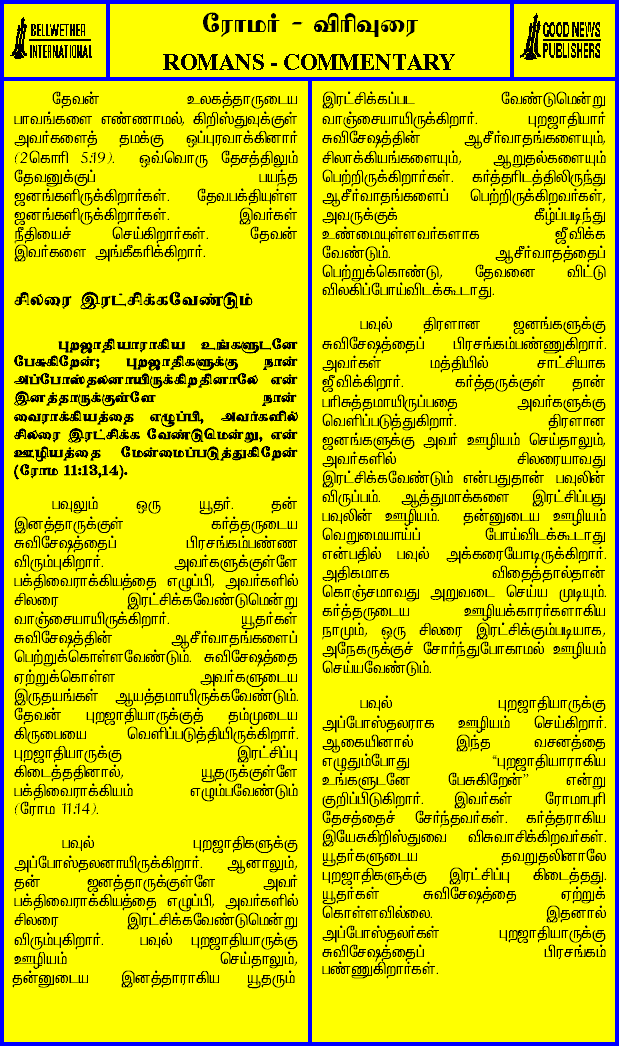 BELLWETHER
INTERNATIONAL
ரோமர் - விரிவுரை
ROMANS - COMMENTARY
GOOD NEWS
PUBLISHERS
தேவன் உலகத்தாருடைய
பாவங்களை எண்ணாமல், கிறிஸ்துவுக்குள்
அவர்களைத் தமக்கு ஒப்புரவாக்கினார்
(2கொரி 5:19). ஒவ்வொரு தேசத்திலும்
தேவனுக்குப் பயந்த
ஜனங்களிருக்கிறார்கள். தேவபக்தியுள்ள
ஜனங்களிருக்கிறார்கள். இவர்கள்
நீதியைச் செய்கிறார்கள். தேவன்
இவர்களை அங்கீகரிக்கிறார்.
சிலரை இரட்சிக்கவேண்டும்
புறஜாதியாராகிய உங்களுடனே
பேசுகிறேன்; புறஜாதிகளுக்கு நான்
அப்போஸ்தலனாயிருக்கிறதினாலே என்
இனத்தாருக்குள்ளே நான்
வைராக்கியத்தை எழுப்பி, அவர்களில்
சிலரை இரட்சிக்க வேண்டுமென்று, என்
ஊழியத்தை மேன்மைப்படுத்துகிறேன்
(ரோம 11:13,14).
பவுலும் ஒரு யூதர். தன்
இனத்தாருக்குள் கர்த்தருடைய
சுவிசேஷத்தைப் பிரசங்கம்பண்ண
விரும்புகிறார். அவர்களுக்குள்ளே
பக்திவைராக்கியத்தை எழுப்பி, அவர்களில்
சிலரை இரட்சிக்கவேண்டுமென்று
வாஞ்சையாயிருக்கிறார். யூதர்கள்
சுவிசேஷத்தின் ஆசீர்வாதங்களைப்
பெற்றுக்கொள்ளவேண்டும். சுவிசேஷத்தை
ஏற்றுக்கொள்ள அவர்களுடைய
இருதயங்கள் ஆயத்தமாயிருக்கவேண்டும்.
தேவன் புறஜாதியாருக்குத் தம்முடைய
கிருபையை வெளிப்படுத்தியிருக்கிறார்.
புறஜாதியாருக்கு இரட்சிப்பு
கிடைத்ததினால், யூதருக்குள்ளே
பக்திவைராக்கியம் எழும்பவேண்டும்
(ரோம 11:14).
பவுல் புறஜாதிகளுக்கு
அப்போஸ்தலனாயிருக்கிறார். ஆனாலும்,
தன் ஜனத்தாருக்குள்ளே அவர்
பக்திவைராக்கியத்தை எழுப்பி, அவர்களில்
சிலரை இரட்சிக்கவேண்டுமென்று
விரும்புகிறார். பவுல் புறஜாதியாருக்கு
ஊழியம் செய்தாலும்,
தன்னுடைய இனத்தாராகிய யூதரும்
இரட்சிக்கப்பட வேண்டுமென்று
வாஞ்சையாயிருக்கிறார். புறஜாதியார்
சுவிசேஷத்தின் ஆசீர்வாதங்களையும்,
சிலாக்கியங்களையும், ஆறுதல்களையும்
பெற்றிருக்கிறார்கள். கர்த்தரிடத்திலிருந்து
ஆசீர்வாதங்களைப் பெற்றிருக்கிறவர்கள்,
அவருக்குக் கீழ்ப்படிந்து
உண்மையுள்ளவர்களாக ஜீவிக்க
வேண்டும். ஆசீர்வாதத்தைப்
பெற்றுக்கொண்டு, தேவனை விட்டு
விலகிப்போய்விடக்கூடாது.
பவுல் திரளான ஜனங்களுக்கு
சுவிசேஷத்தைப் பிரசங்கம்பண்ணுகிறார்.
அவர்கள் மத்தியில் சாட்சியாக
ஜீவிக்கிறார். கர்த்தருக்குள் தான்
பரிசுத்தமாயிருப்பதை அவர்களுக்கு
வெளிப்படுத்துகிறார். திரளான
ஜனங்களுக்கு அவர் ஊழியம் செய்தாலும்,
அவர்களில் சிலரையாவது
இரட்சிக்கவேண்டும் என்பதுதான் பவுலின்
விருப்பம். ஆத்துமாக்களை இரட்சிப்பது
பவுலின் ஊழியம். தன்னுடைய ஊழியம்
வெறுமையாய்ப் போய்விடக்கூடாது
என்பதில் பவுல் அக்கரையோடிருக்கிறார்.
அதிகமாக விதைத்தால்தான்
கொஞ்சமாவது அறுவடை செய்ய முடியும்.
கர்த்தருடைய ஊழியக்காரர்களாகிய
நாமும், ஒரு சிலரை இரட்சிக்கும்படியாக,
அநேகருக்குச் சோர்ந்துபோகாமல் ஊழியம்
செய்யவேண்டும்.
பவுல் புறஜாதியாருக்கு
அப்போஸ்தலராக ஊழியம் செய்கிறார்.
ஆகையினால் இந்த வசனத்தை
எழுதும்போது "புறஜாதியாராகிய
உங்களுடனே பேசுகிறேன்" என்று
குறிப்பிடுகிறார். இவர்கள் ரோமாபுரி
தேசத்தைச் சேர்ந்தவர்கள். கர்த்தராகிய
இயேசுகிறிஸ்துவை விசுவாசிக்கிறவர்கள்.
யூதர்களுடைய தவறுதலினாலே
புறஜாதிகளுக்கு இரட்சிப்பு கிடைத்தது.
யூதர்கள் சுவிசேஷத்தை ஏற்றுக்
கொள்ளவில்லை. இதனால்
அப்போஸ்தலர்கள் புறஜாதியாருக்கு
சுவிசேஷத்தைப் பிரசங்கம்
பண்ணுகிறார்கள்.